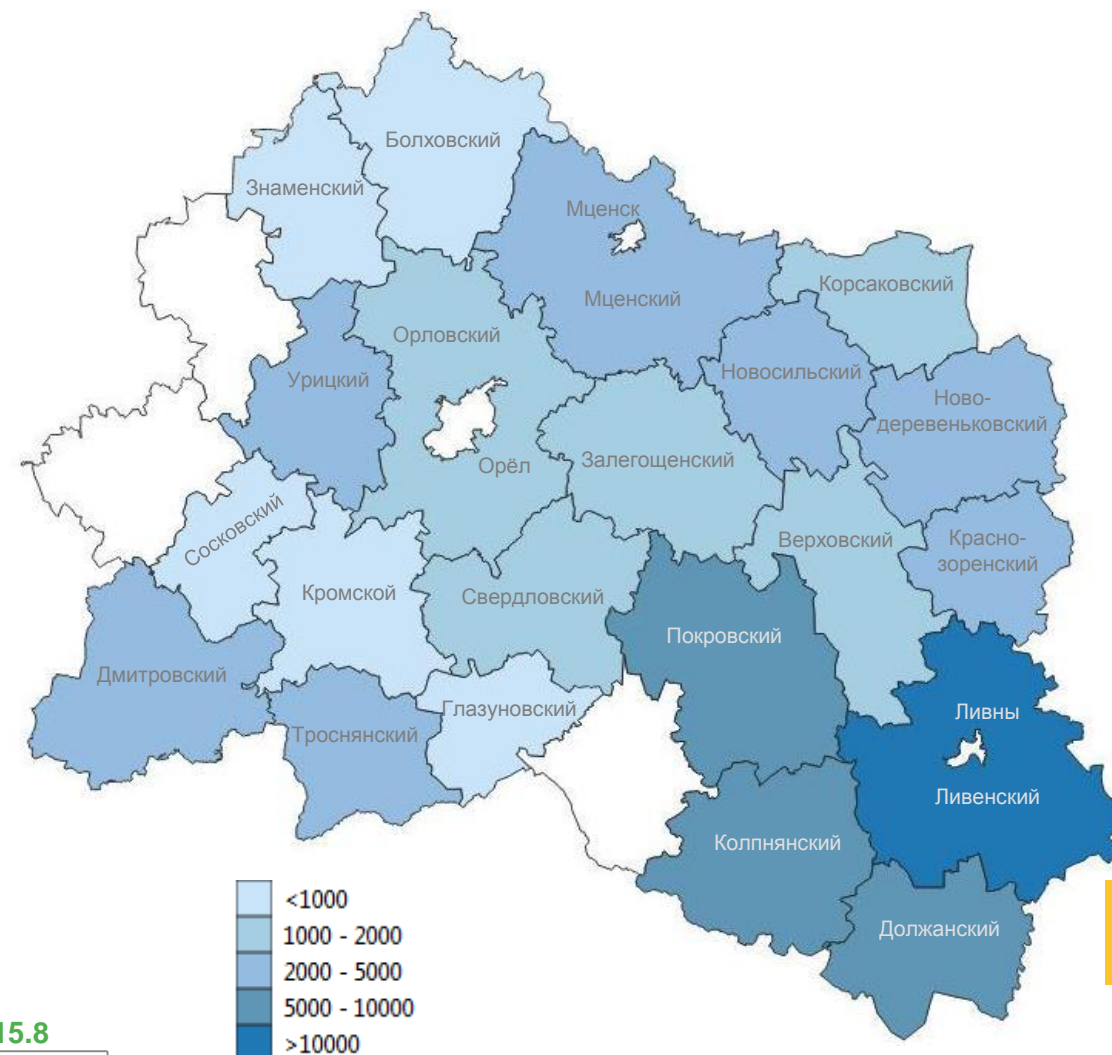 Болховский
Знаменский
Мценск
Корсаковский
Мценский
Орловский
Урицкий
Новосильский
Ново-
деревеньковский
Залегощенский
Орёл
Сосковский
Верховский
Красно-
зоренский
Кромской
Свердловский
Покровский
Дмитровский
Глазуновский
Ливны
Троснянский
Ливенский
Колпнянский
Должанский
<1000
1000 - 2000
2000 - 5000
5000 - 10000
>10000
15.8